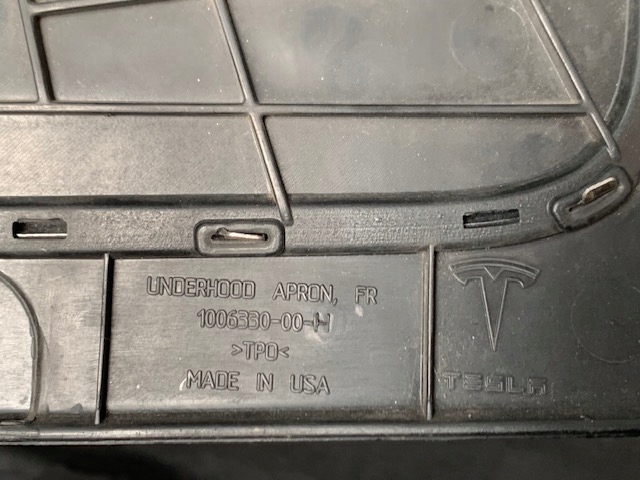 UNDERHOOD APRON, FR
1006330-00-H
>TPO<
MADE IN USA
TESLA